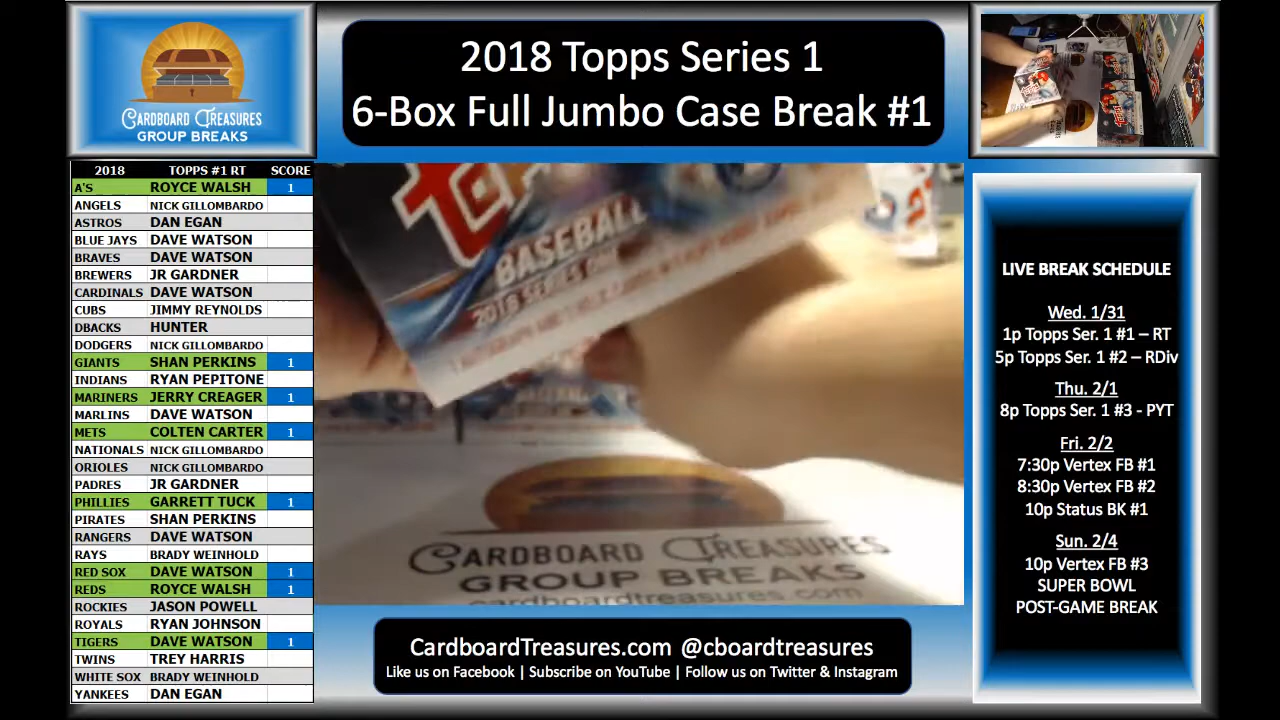 CARDBOARD TREASURES
GROUP BREAKS
2018 Topps Series 1
6-Box Full Jumbo Case Break #1
2018 TOPPS #1 RT SCORE
A'S ROYCE WALSH 1
ANGELS NICK GILLOMBARDO
ASTROS DAN EGAN
BLUE JAYS DAVE WATSON
BRAVES DAVE WATSON
BREWERS JR GARDNER
CARDINALS DAVE WATSON
CUBS JIMMY REYNOLDS
DBACKS HUNTER
DODGERS NICK GILLOMBARDO
GIANTS SHAN PERKINS 1
INDIANS RYAN PEPITONE
MARINERS JERRY CREAGER 1
MARLINS DAVE WATSON
METS COLTEN CARTER 1
NATIONALS NICK GILLOMBARDO
ORIOLES NICK GILLOMBARDO
PADRES JR GARDNER
PHILLIES GARRETT TUCK 1
PIRATES SHAN PERKINS
RANGERS DAVE WATSON
RAYS BRADY WEINHOLD
RED SOX DAVE WATSON 1
REDS ROYCE WALSH 1
ROCKIES JASON POWELL
ROYALS RYAN JOHNSON
TIGERS DAVE WATSON 1
TWINS TREY HARRIS
WHITE SOX BRADY WEINHOLD
YANKEES DAN EGAN
BASEBALL
2018 SERIES ONE
CARDBOARD TREASURES
GROUP BREAKS
cardboardtreasures.com
CardboardTreasures.com @cboardtreasures
Like us on Facebook | Subscribe on YouTube | Follow us on Twitter & Instagram
LIVE BREAK SCHEDULE
Wed. 1/31
1p Topps Ser. 1 #1 – RT
5p Topps Ser. 1 #2 – RDiv
Thu. 2/1
8p Topps Ser. 1 #3 - PYT
Fri. 2/2
7:30p Vertex FB #1
8:30p Vertex FB #2
10p Status BK #1
Sun. 2/4
10p Vertex FB #3
SUPER BOWL
POST-GAME BREAK